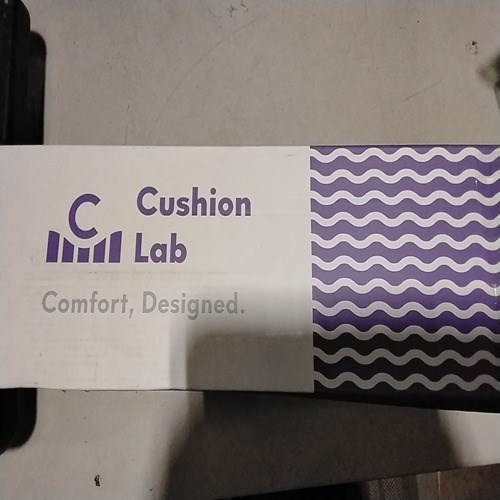 Cushion
Lab
Comfort, Designed.